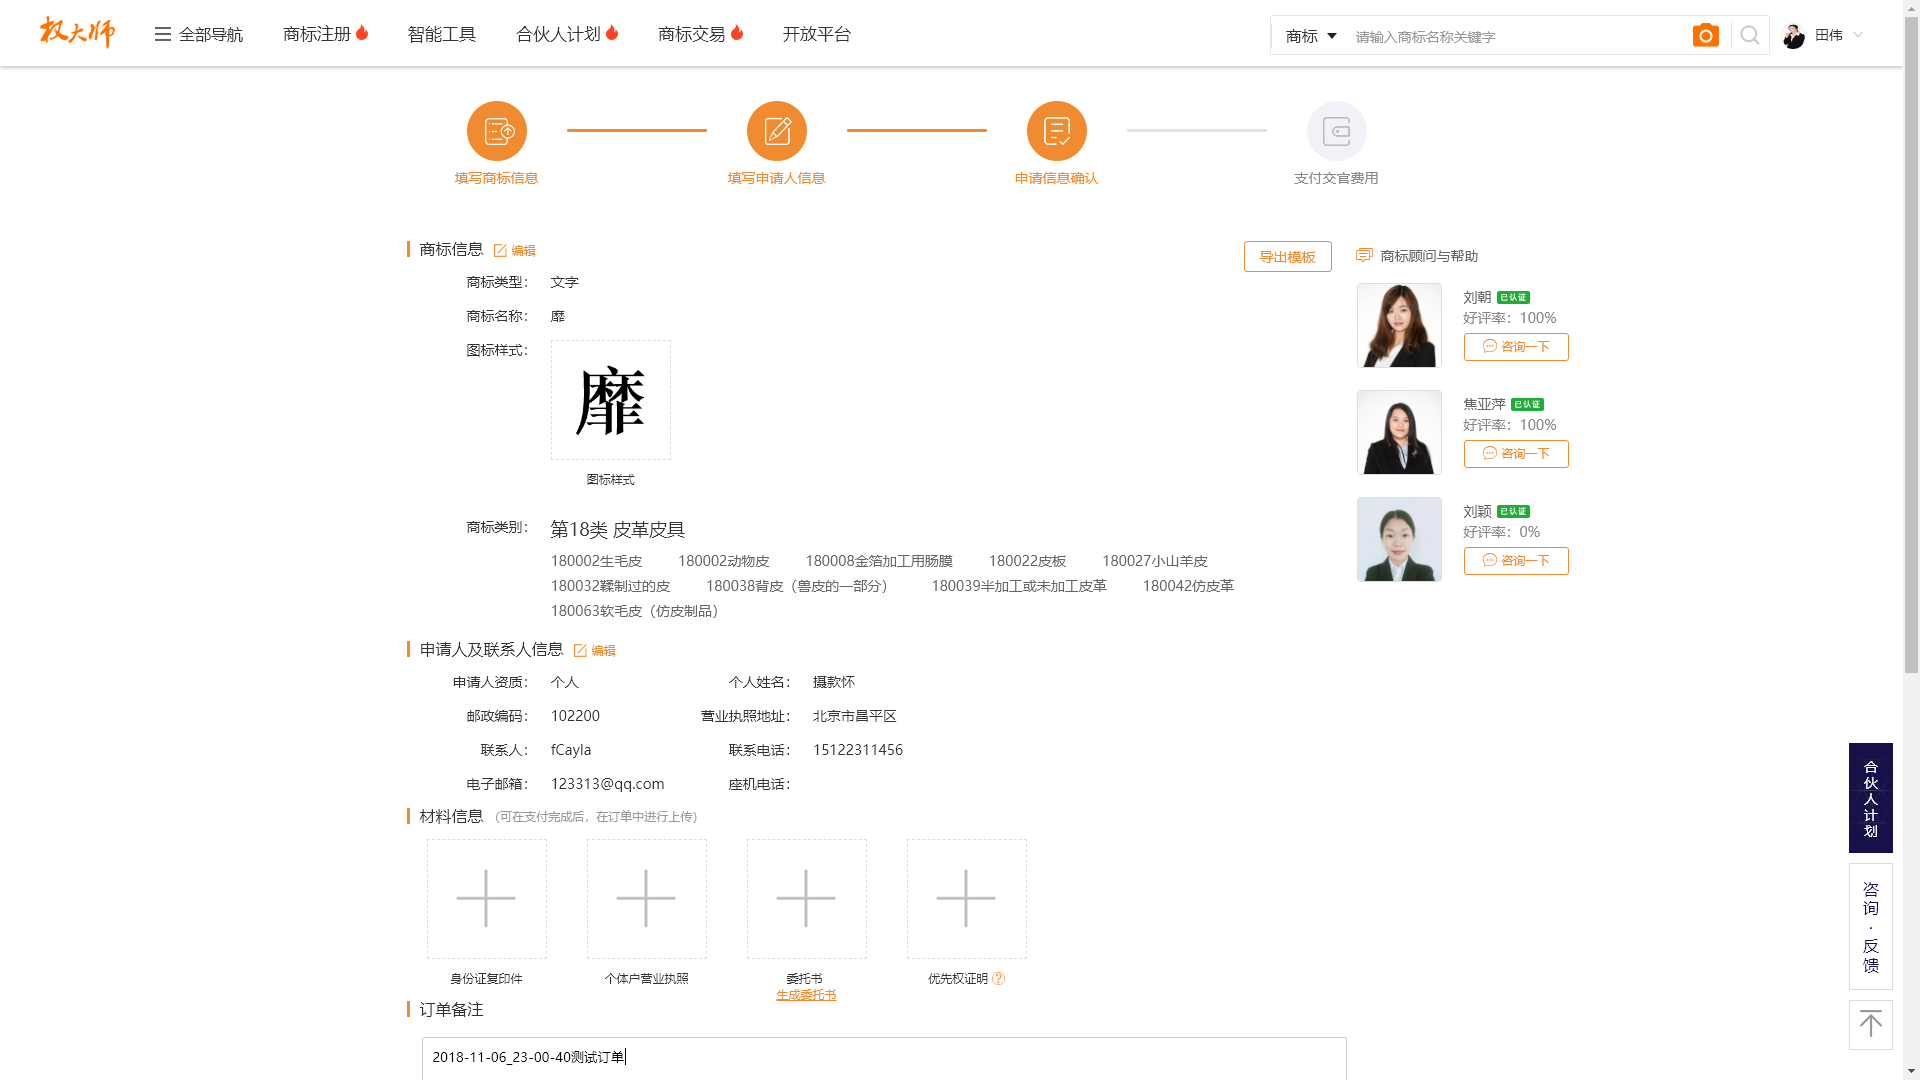 权大师 全部导航 商标注册 智能工具 合伙人计划 商标交易 开放平台 商标 请输入商标名称关键字 田伟
填写商标信息 填写申请人信息 申请信息确认 支付交官费用
商标信息 编辑 导出模板
商标类型： 文字
商标名称： 靡
图标样式：
靡
图标样式
商标类别： 第18类 皮革皮具
180002生毛皮 180002动物皮 180008金箔加工用肠膜 180022皮板 180027小山羊皮
180032鞣制过的皮 180038背皮（兽皮的一部分） 180039半加工或未加工皮革 180042仿皮革
180063软毛皮（仿皮制品）
商标顾问与帮助
刘朝 已认证
好评率：100%
咨询一下
焦亚萍 已认证
好评率：100%
咨询一下
刘颖 已认证
好评率：0%
咨询一下
申请人及联系人信息 编辑
申请人资质： 个人 个人姓名： 摄款怀
邮政编码： 102200 营业执照地址： 北京市昌平区
联系人： fCayla 联系电话： 15122311456
电子邮箱： 123313@qq.com 座机电话：
材料信息 （可在支付完成后，在订单中进行上传）
身份证复印件 个体户营业执照 委托书 优先权证明 ?
生成委托书
订单备注
2018-11-06_23-00-40测试订单
合伙人计划
咨询·反馈